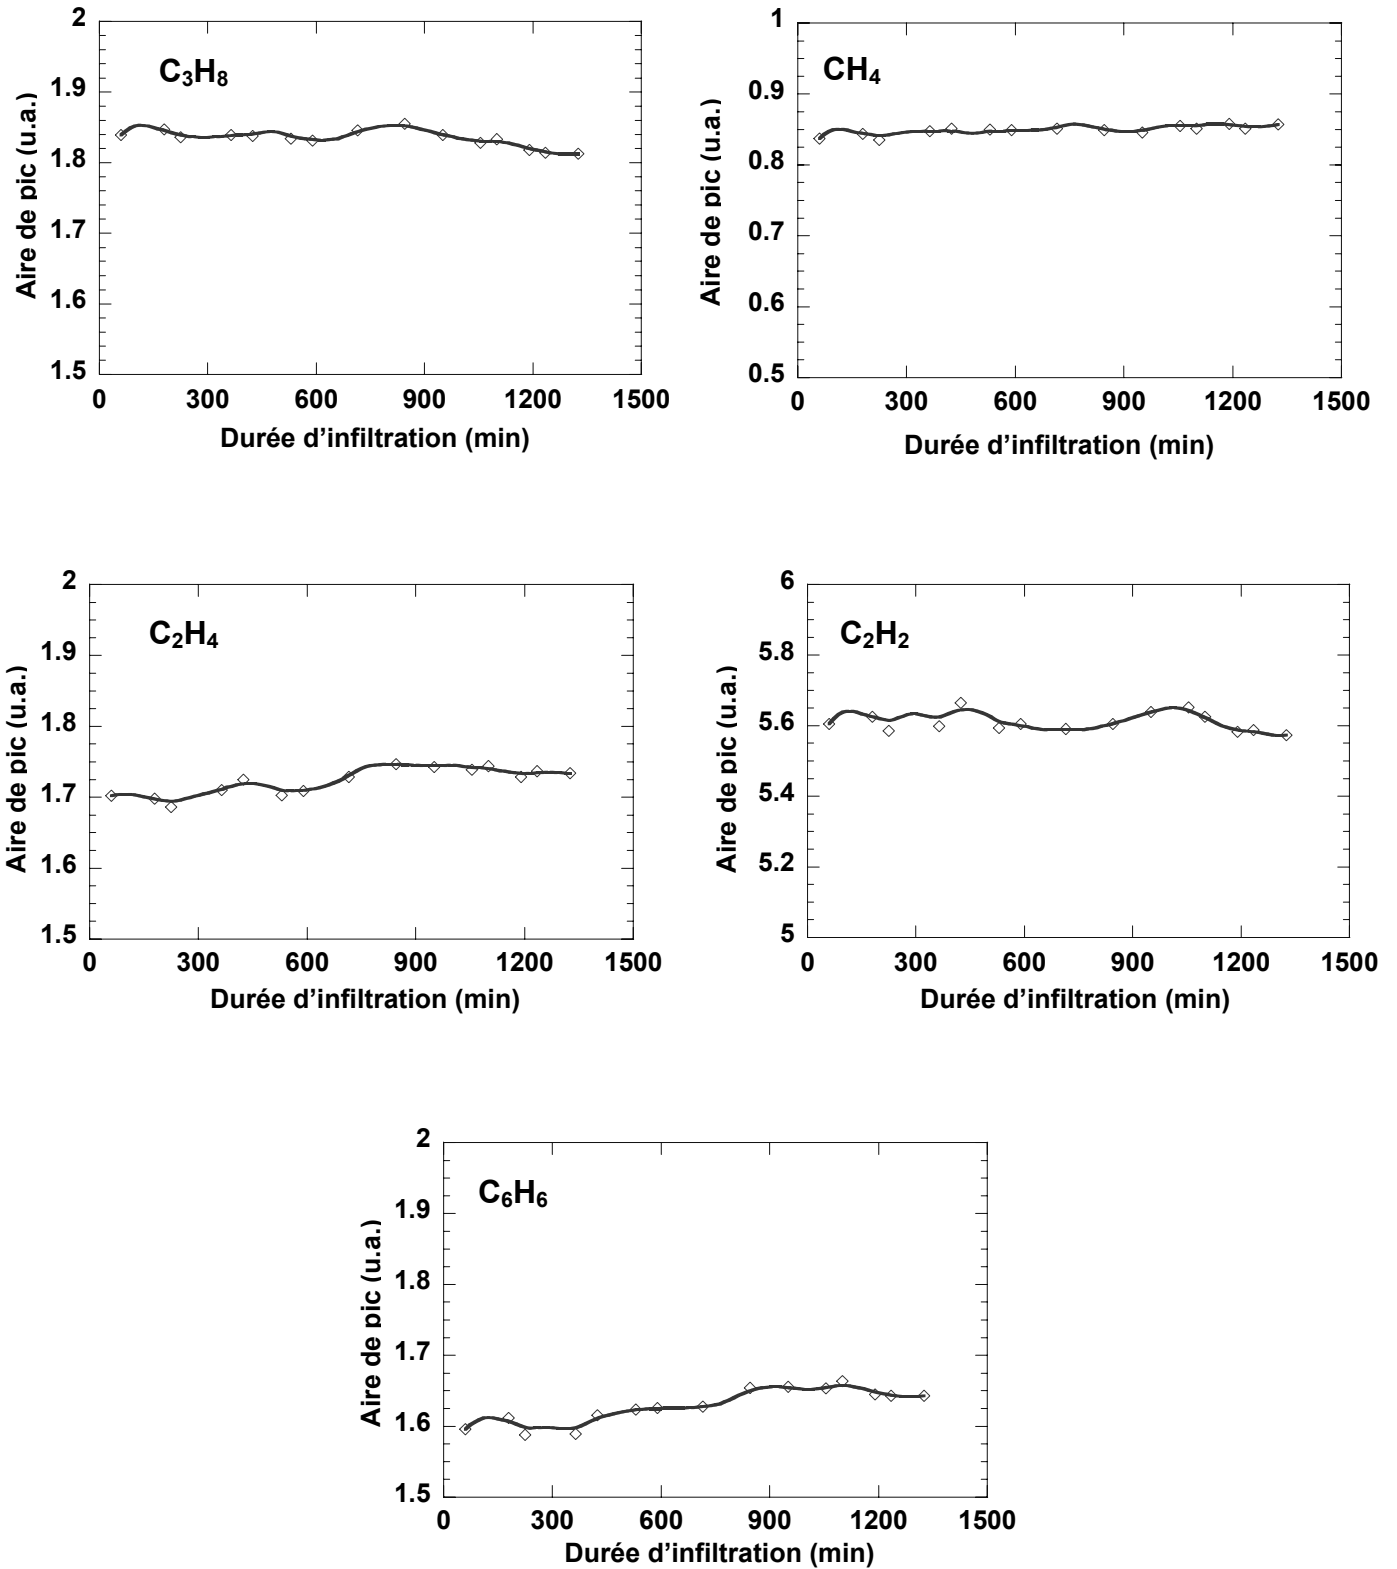 C₃H₈
Aire de pic (u.a.)
2
1.9
1.8
1.7
1.6
1.5
0 300 600 900 1200 1500
Durée d’infiltration (min)
CH₄
Aire de pic (u.a.)
1
0.9
0.8
0.7
0.6
0.5
0 300 600 900 1200 1500
Durée d’infiltration (min)
C₂H₄
Aire de pic (u.a.)
2
1.9
1.8
1.7
1.6
1.5
0 300 600 900 1200 1500
Durée d’infiltration (min)
C₂H₂
Aire de pic (u.a.)
6
5.8
5.6
5.4
5.2
5
0 300 600 900 1200 1500
Durée d’infiltration (min)
C₆H₆
Aire de pic (u.a.)
2
1.9
1.8
1.7
1.6
1.5
0 300 600 900 1200 1500
Durée d’infiltration (min)